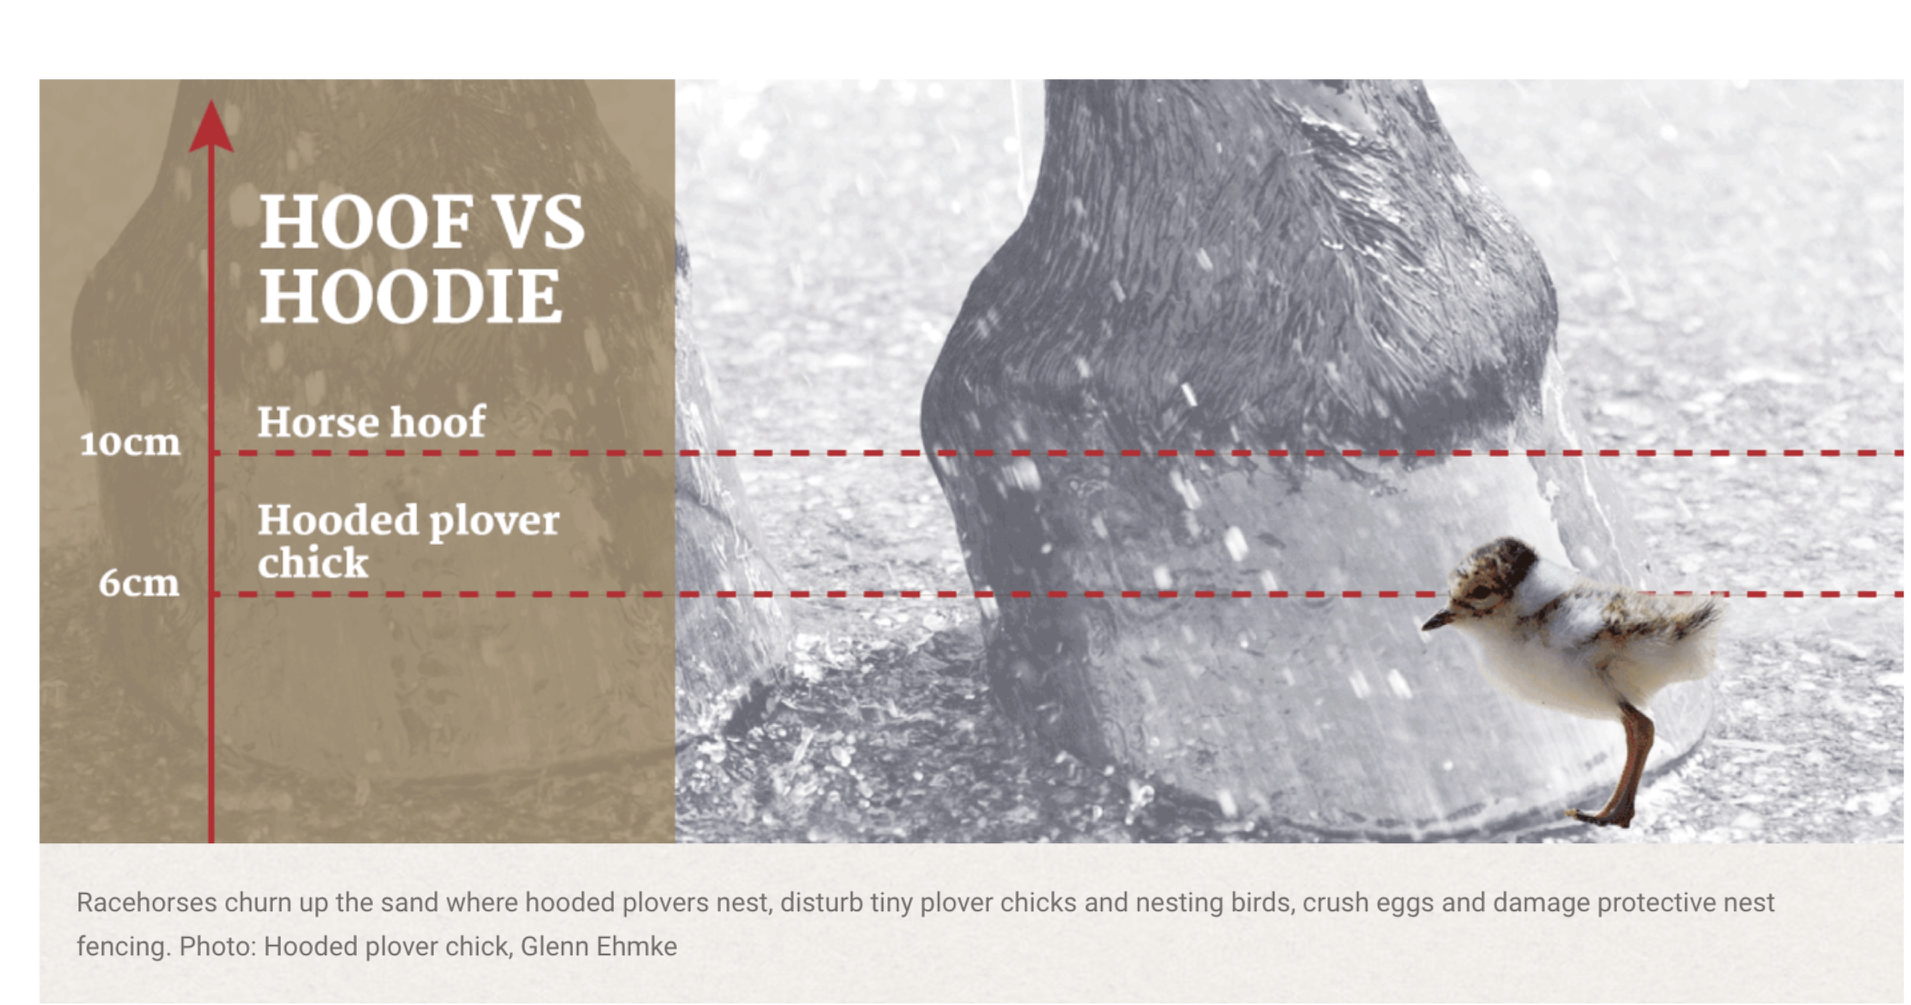 HOOF VS
HOODIE
Horse hoof
10cm
Hooded plover
chick
6cm
Racehorses churn up the sand where hooded plovers nest, disturb tiny plover chicks and nesting birds, crush eggs and damage protective nest
fencing. Photo: Hooded plover chick, Glenn Ehmke